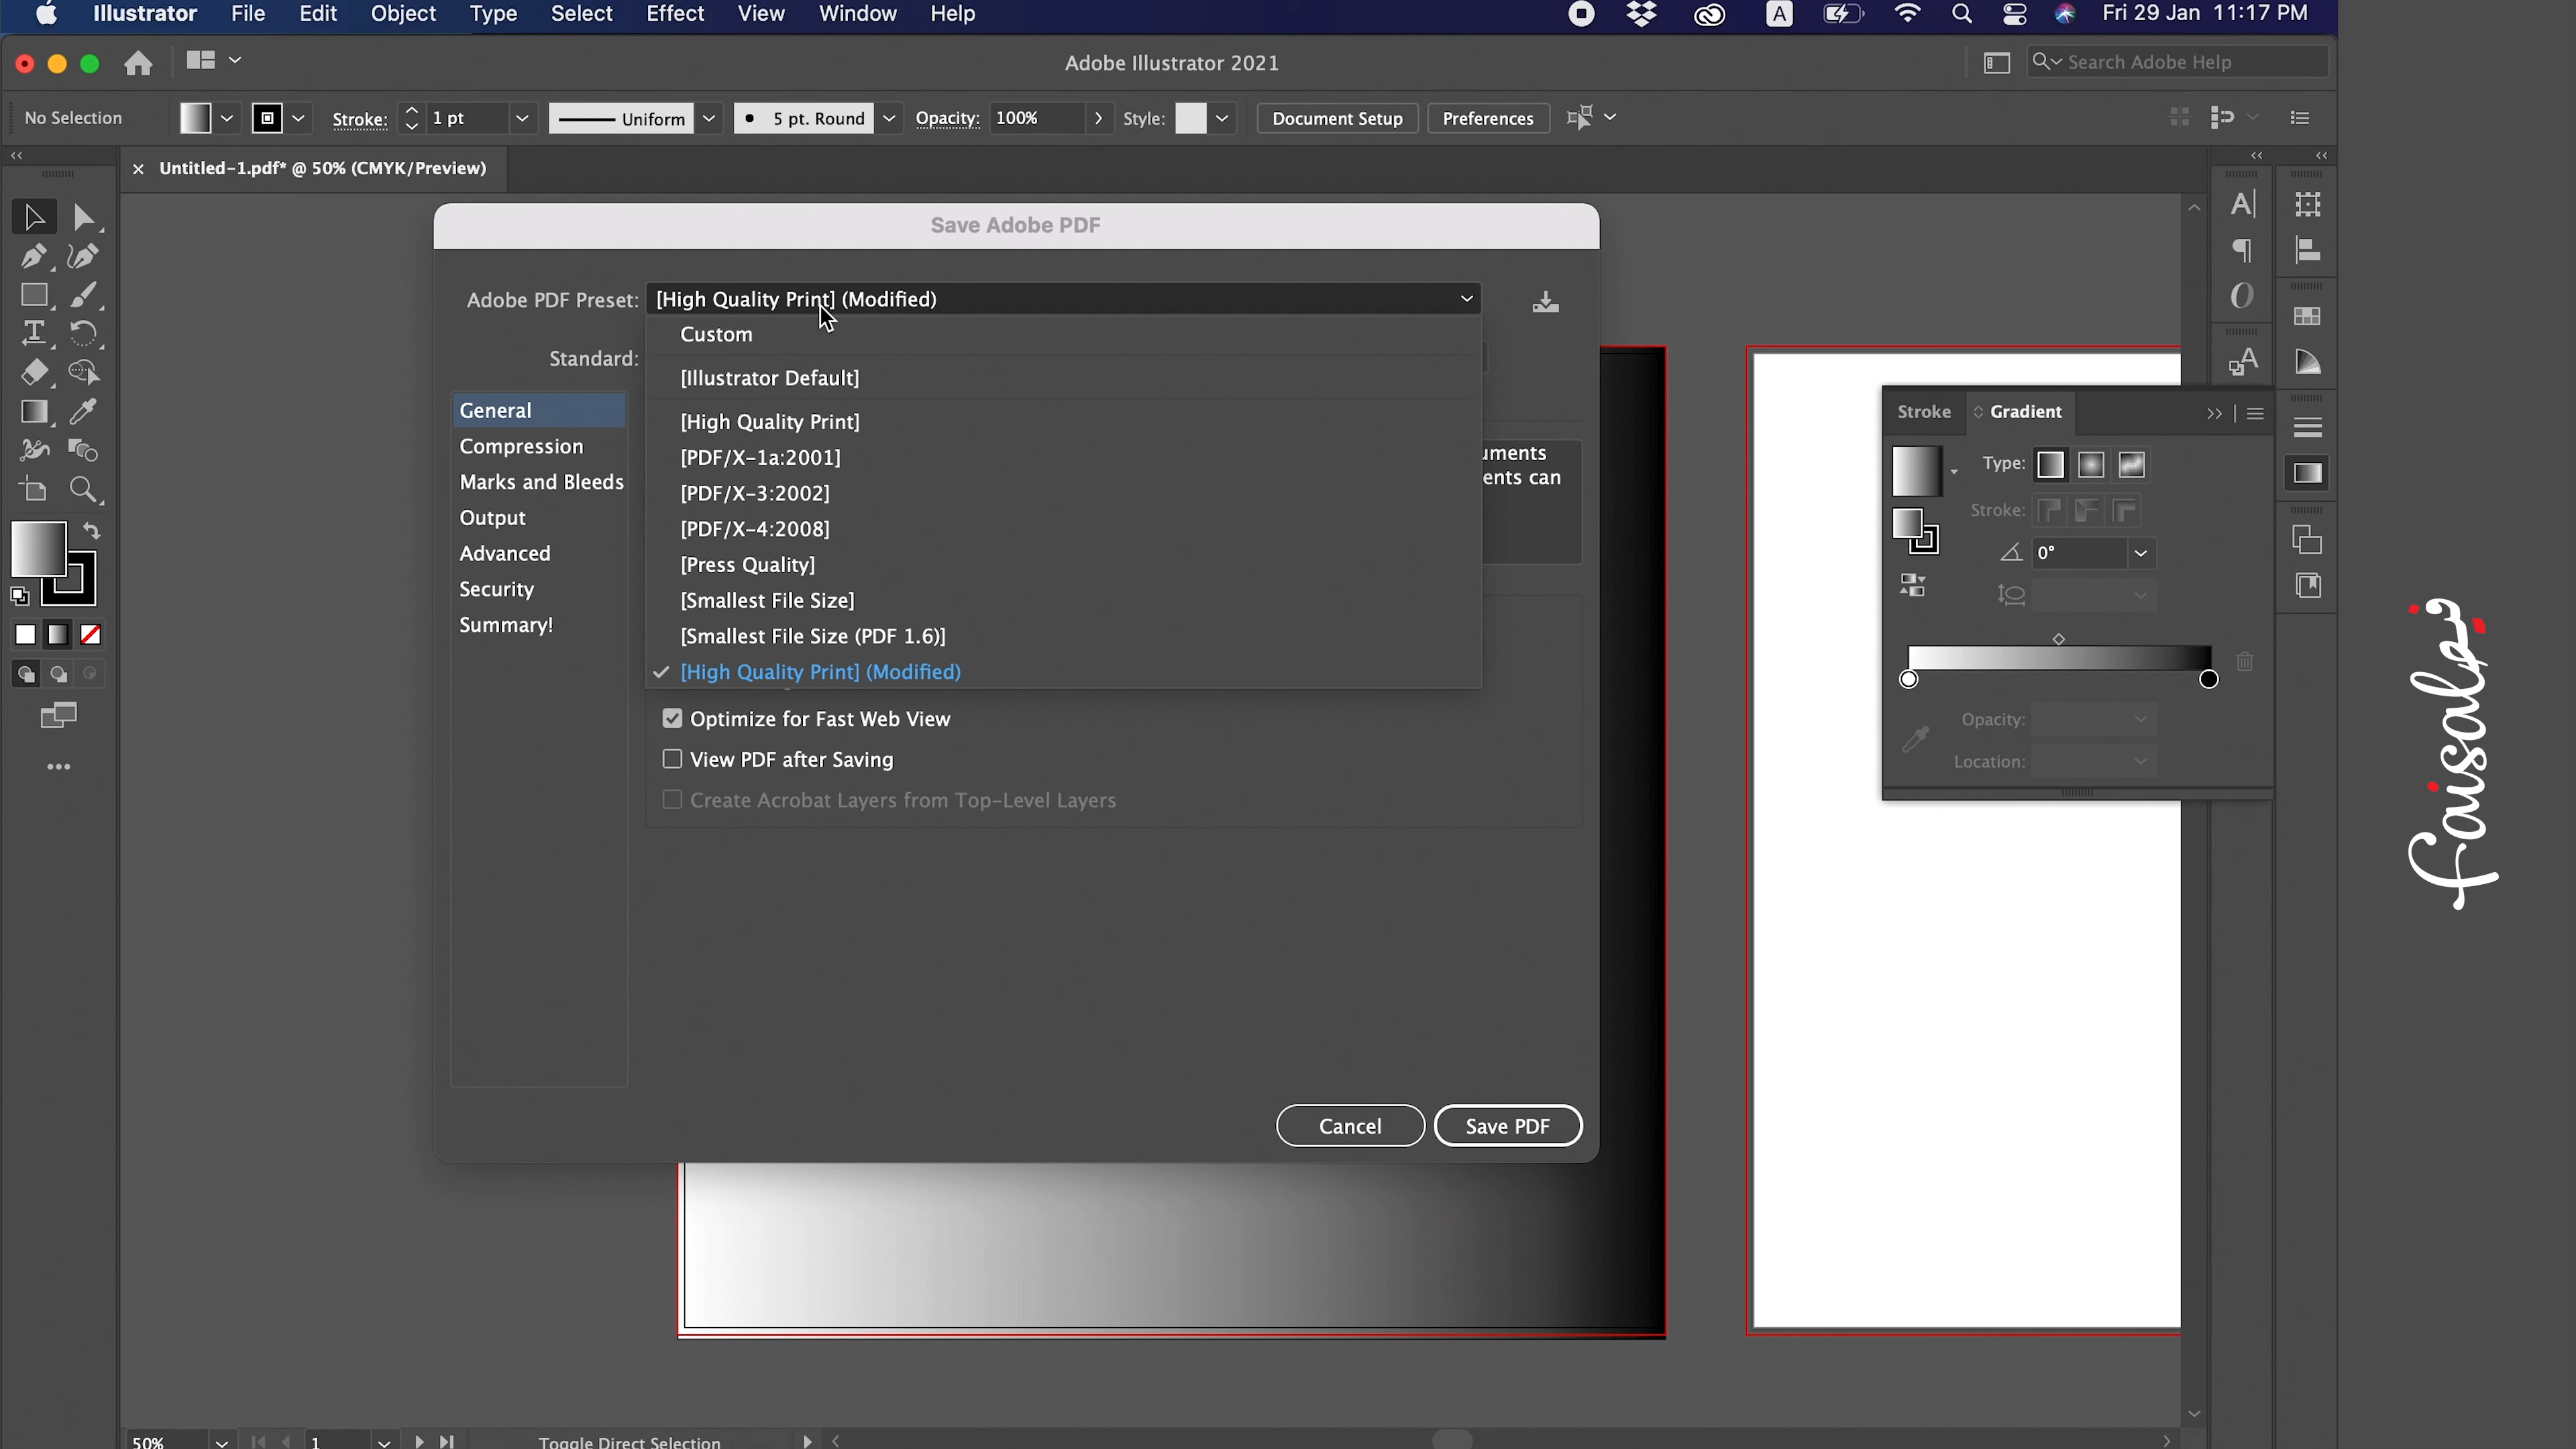 Illustrator File Edit Object Type Select Effect View Window Help A Fri 29 Jan 11:17 PM
Adobe Illustrator 2021 Search Adobe Help
No Selection Stroke: 1 pt Uniform 5 pt. Round Opacity: 100% Style: Document Setup Preferences
Untitled-1.pdf* @ 50% (CMYK/Preview)
Save Adobe PDF
Adobe PDF Preset: [High Quality Print] (Modified)
Standard:
Custom
[Illustrator Default]
[High Quality Print]
[PDF/X-1a:2001]
[PDF/X-3:2002]
[PDF/X-4:2008]
[Press Quality]
[Smallest File Size]
[Smallest File Size (PDF 1.6)]
[High Quality Print] (Modified)
General
Compression
Marks and Bleeds
Output
Advanced
Security
Summary!
uments
ents can
Optimize for Fast Web View
View PDF after Saving
Create Acrobat Layers from Top-Level Layers
Cancel Save PDF
Stroke Gradient
Type:
Stroke:
0°
Opacity:
Location:
50% 1 Toggle Direct Selection